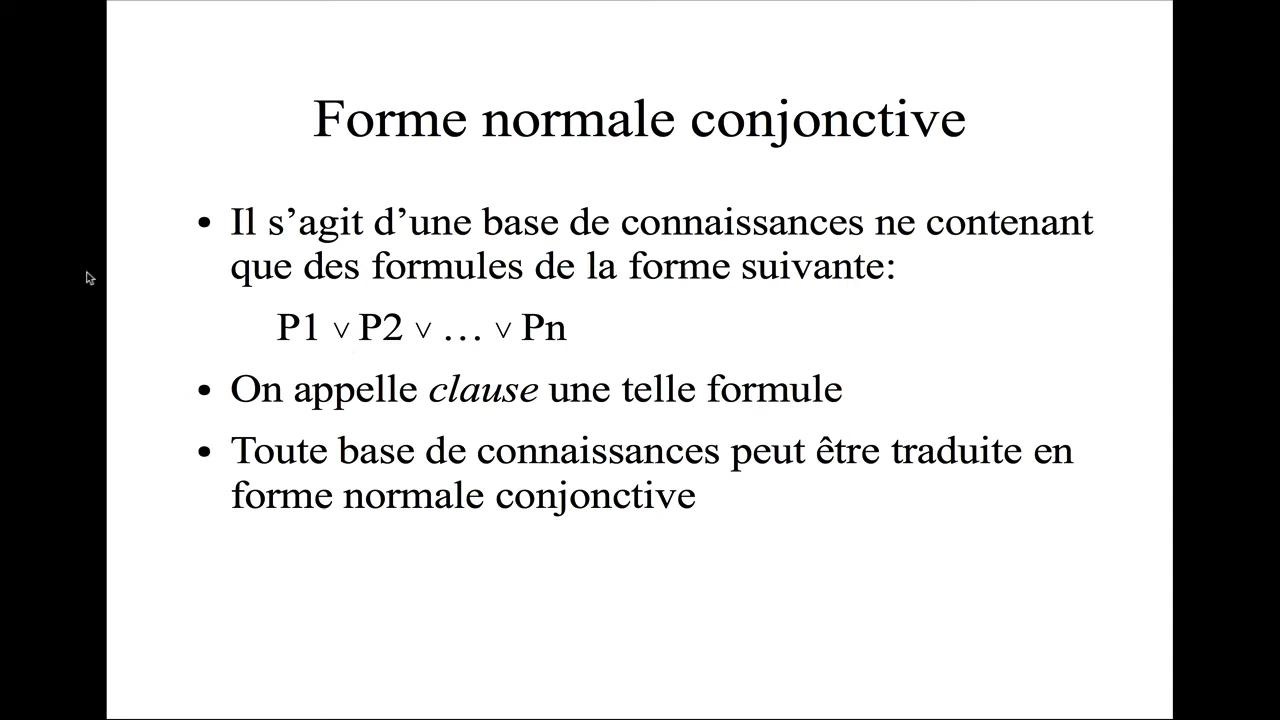 Forme normale conjonctive
• Il s’agit d’une base de connaissances ne contenant
que des formules de la forme suivante:
P1 ∨ P2 ∨ … ∨ Pn
• On appelle clause une telle formule
• Toute base de connaissances peut être traduite en
forme normale conjonctive